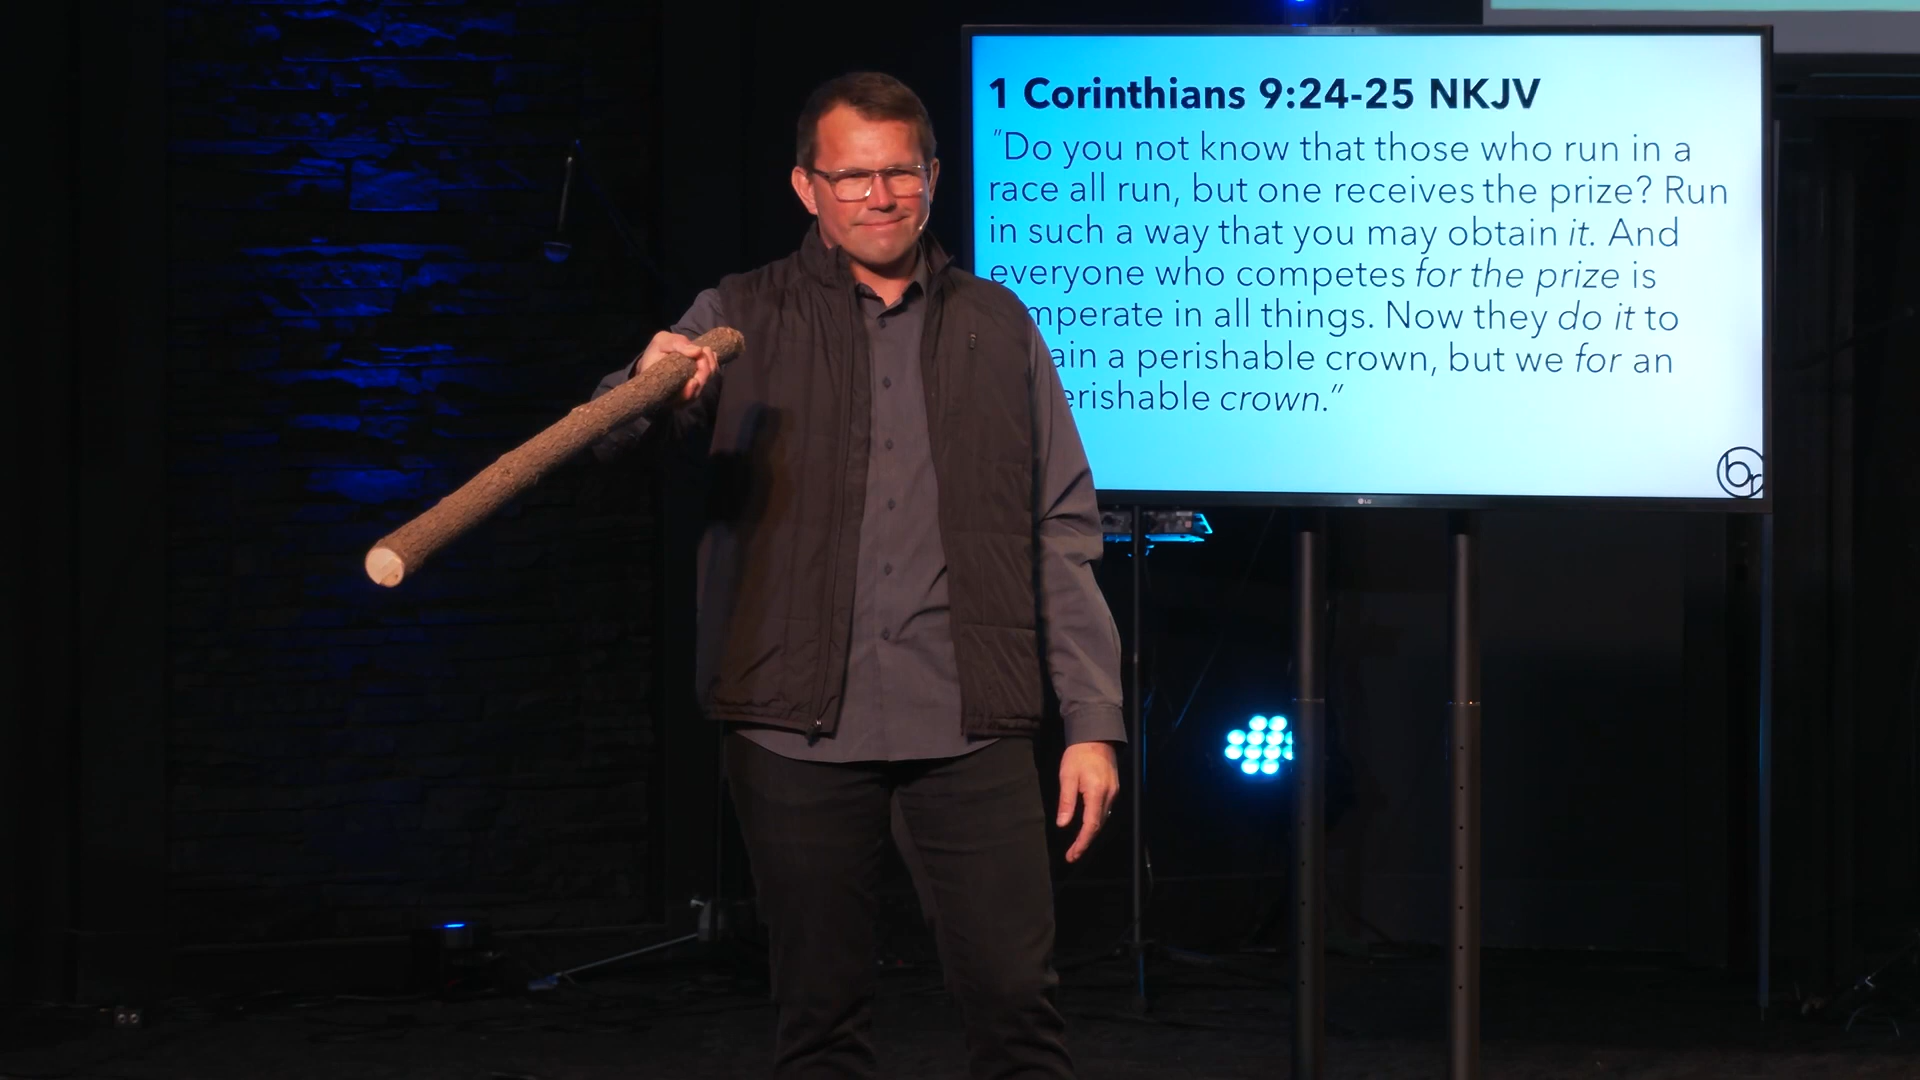 1 Corinthians 9:24-25 NKJV
"Do you not know that those who run in a
race all run, but one receives the prize? Run
in such a way that you may obtain it. And
everyone who competes for the prize is
mperate in all things. Now they do it to
ain a perishable crown, but we for an
erishable crown."
br
LG